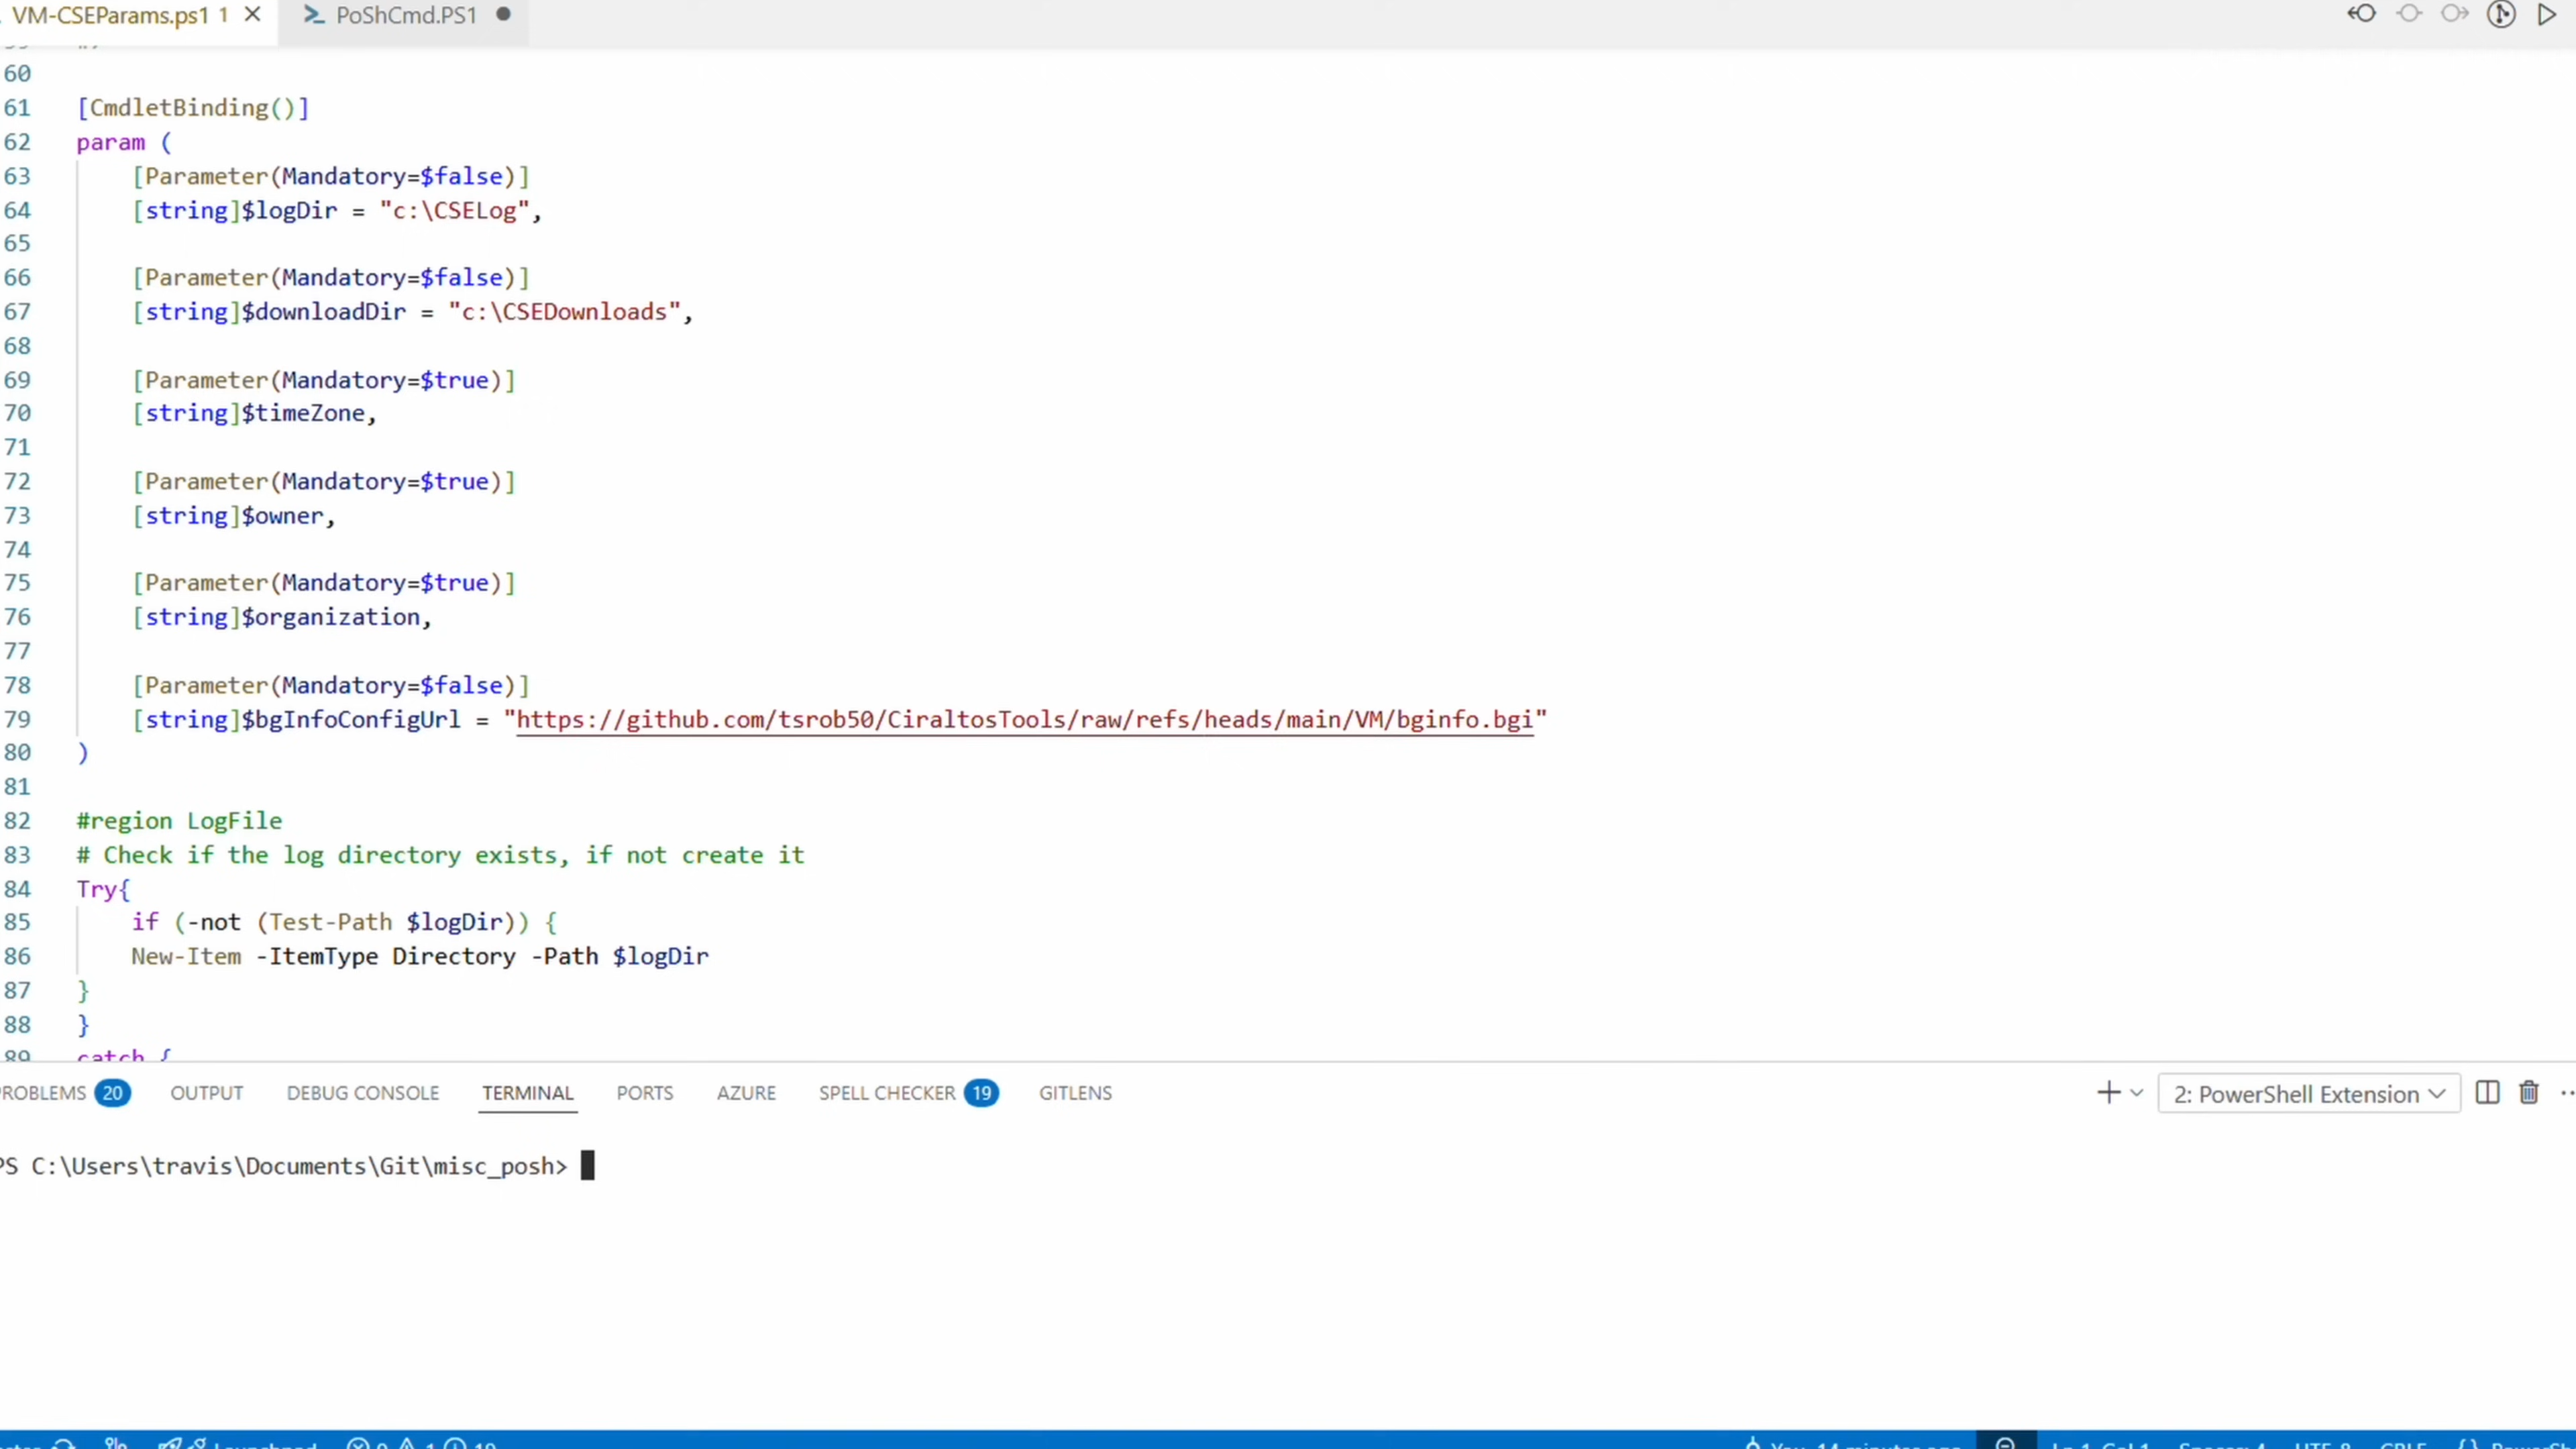 VM-CSEParams.ps1 1
PoShCmd.PS1
60
61 [CmdletBinding()]
62 param (
63 [Parameter(Mandatory=$false)]
64 [string]$logDir = "c:\CSELog",
65
66 [Parameter(Mandatory=$false)]
67 [string]$downloadDir = "c:\CSEDownloads",
68
69 [Parameter(Mandatory=$true)]
70 [string]$timeZone,
71
72 [Parameter(Mandatory=$true)]
73 [string]$owner,
74
75 [Parameter(Mandatory=$true)]
76 [string]$organization,
77
78 [Parameter(Mandatory=$false)]
79 [string]$bgInfoConfigUrl = "https://github.com/tsrob50/CiraltosTools/raw/refs/heads/main/VM/bginfo.bgi"
80 )
81
82 #region LogFile
83 # Check if the log directory exists, if not create it
84 Try{
85 if (-not (Test-Path $logDir)) {
86 New-Item -ItemType Directory -Path $logDir
87 }
88 }
89 catch {
ROBLEMS 20 OUTPUT DEBUG CONSOLE TERMINAL PORTS AZURE SPELL CHECKER 19 GITLENS
2: PowerShell Extension
PS C:\Users\travis\Documents\Git\misc_posh>